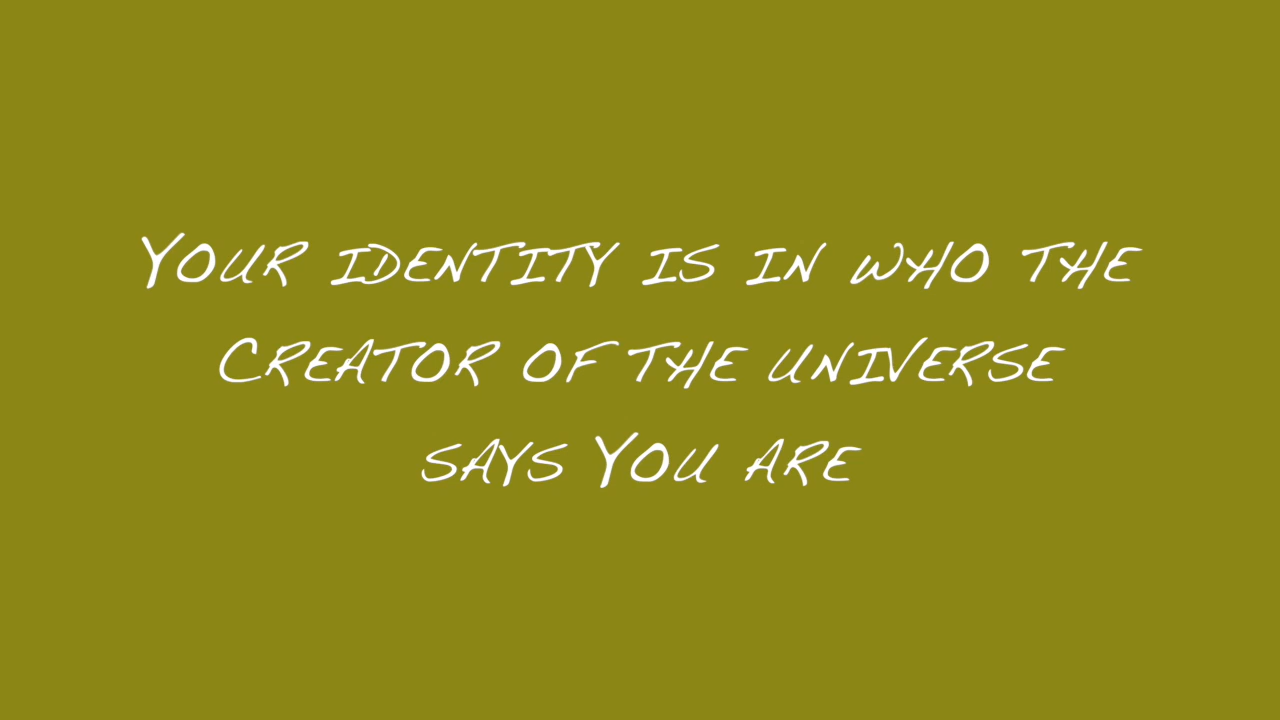 Your identity is in who the
Creator of the universe
says You are